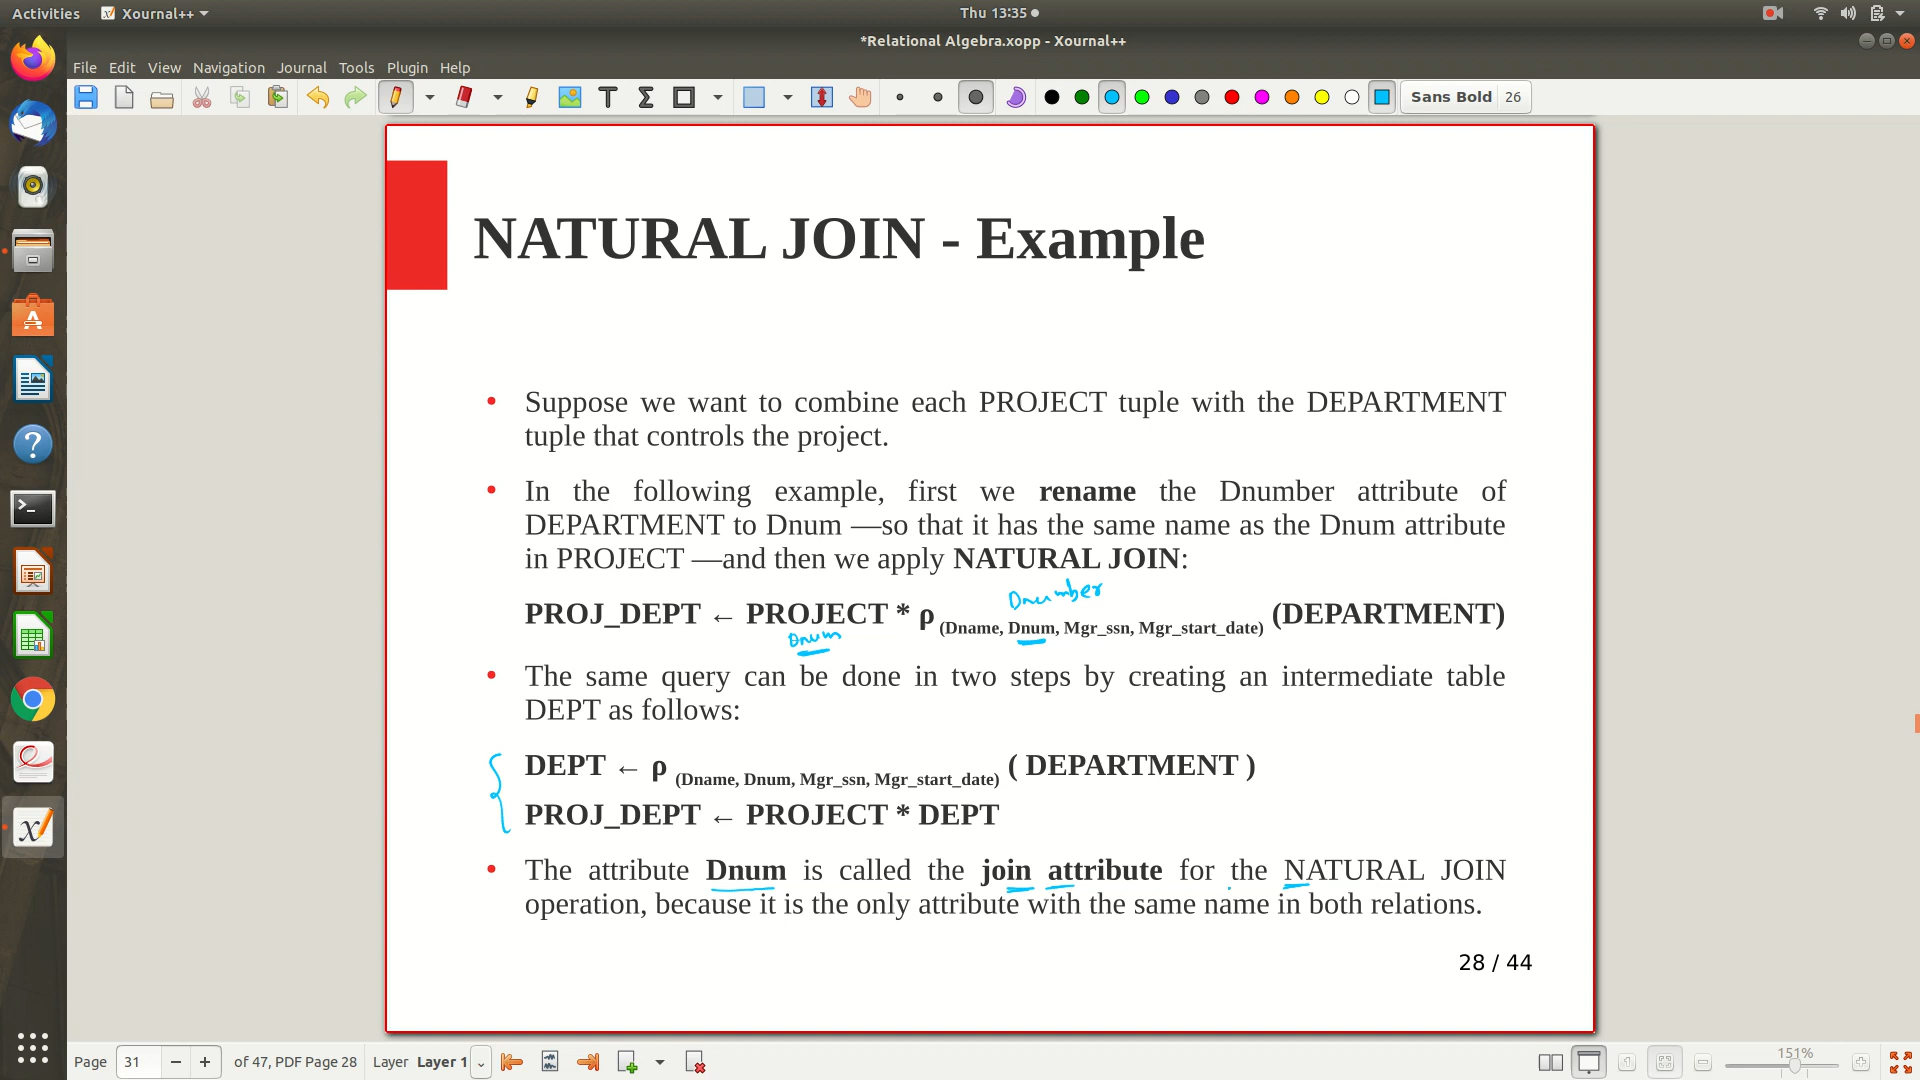 Activities Xournal++ Thu 13:35
*Relational Algebra.xopp - Xournal++
File Edit View Navigation Journal Tools Plugin Help
Sans Bold 26
NATURAL JOIN - Example
• Suppose we want to combine each PROJECT tuple with the DEPARTMENT
tuple that controls the project.
• In the following example, first we rename the Dnumber attribute of
DEPARTMENT to Dnum —so that it has the same name as the Dnum attribute
in PROJECT —and then we apply NATURAL JOIN:
Dnumber
PROJ_DEPT ← PROJECT * ρ (Dname, Dnum, Mgr_ssn, Mgr_start_date) (DEPARTMENT)
Dnum
• The same query can be done in two steps by creating an intermediate table
DEPT as follows:
DEPT ← ρ (Dname, Dnum, Mgr_ssn, Mgr_start_date) ( DEPARTMENT )
PROJ_DEPT ← PROJECT * DEPT
• The attribute Dnum is called the join attribute for the NATURAL JOIN
operation, because it is the only attribute with the same name in both relations.
28 / 44
Page 31 − + of 47, PDF Page 28 Layer Layer 1 151%